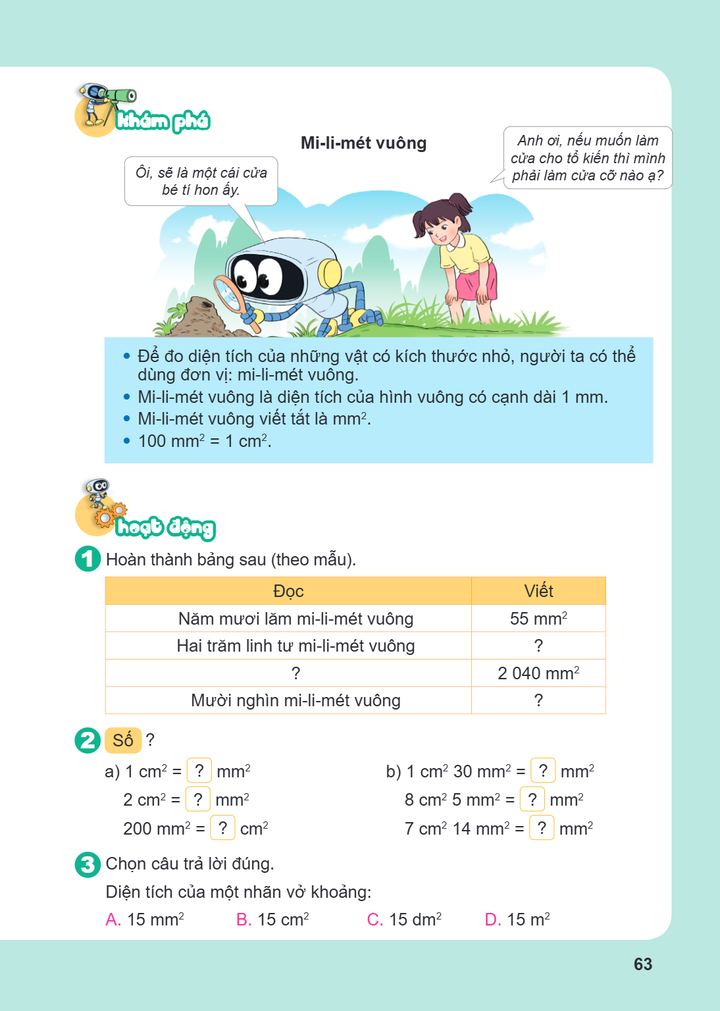 khám phá
Mi-li-mét vuông
Ôi, sẽ là một cái cửa
bé tí hon ấy.
Anh ơi, nếu muốn làm
cửa cho tổ kiến thì mình
phải làm cửa cỡ nào ạ?
• Để đo diện tích của những vật có kích thước nhỏ, người ta có thể
dùng đơn vị: mi-li-mét vuông.
• Mi-li-mét vuông là diện tích của hình vuông có cạnh dài 1 mm.
• Mi-li-mét vuông viết tắt là mm².
• 100 mm² = 1 cm².
hoạt động
1 Hoàn thành bảng sau (theo mẫu).
Đọc Viết
Năm mươi lăm mi-li-mét vuông 55 mm²
Hai trăm linh tư mi-li-mét vuông ?
? 2 040 mm²
Mười nghìn mi-li-mét vuông ?
2 Số ?
a) 1 cm² = ? mm² b) 1 cm² 30 mm² = ? mm²
2 cm² = ? mm² 8 cm² 5 mm² = ? mm²
200 mm² = ? cm² 7 cm² 14 mm² = ? mm²
3 Chọn câu trả lời đúng.
Diện tích của một nhãn vở khoảng:
A. 15 mm² B. 15 cm² C. 15 dm² D. 15 m²
63